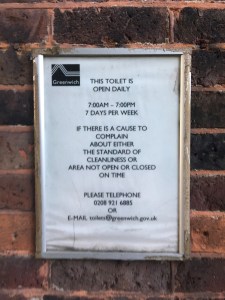 Greenwich
THIS TOILET IS
OPEN DAILY
7:00AM – 7:00PM
7 DAYS PER WEEK
IF THERE IS A CAUSE TO
COMPLAIN
ABOUT EITHER
THE STANDARD OF
CLEANLINESS OR
AREA NOT OPEN OR CLOSED
ON TIME
PLEASE TELEPHONE
0208 921 6885
OR
E-MAIL toilets@greenwich.gov.uk